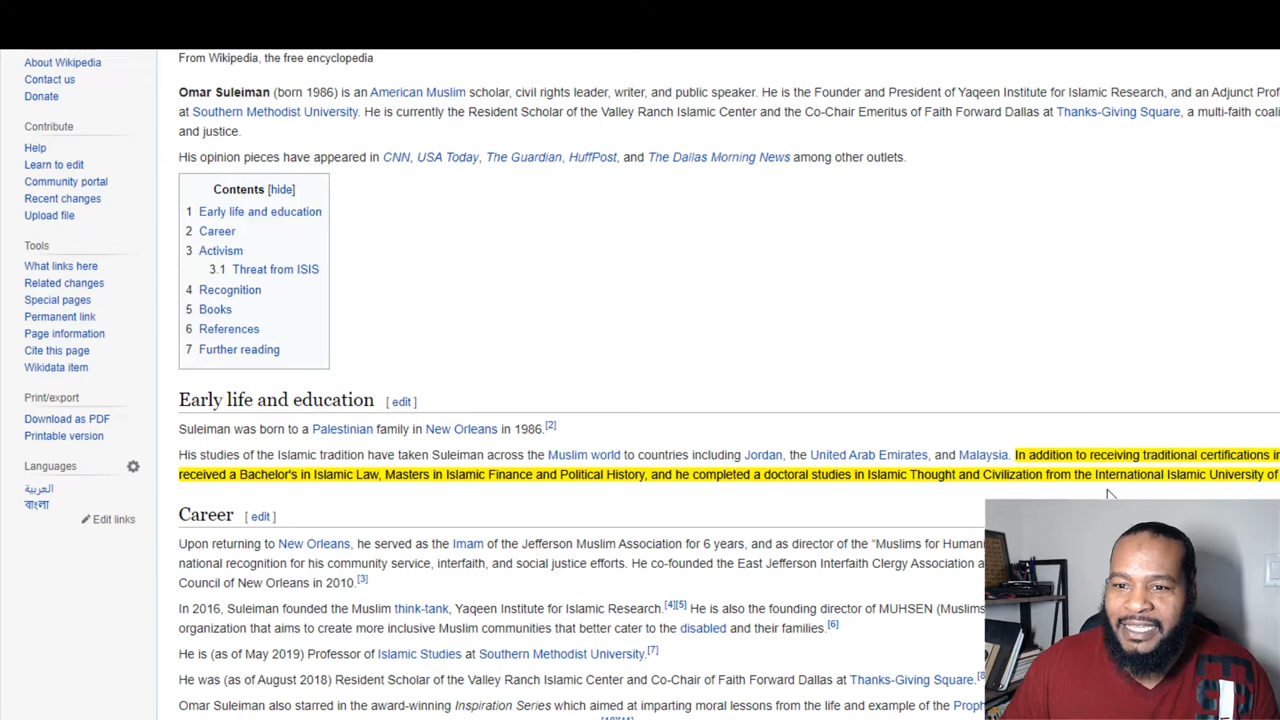 From Wikipedia, the free encyclopedia
About Wikipedia
Contact us
Donate
Contribute
Help
Learn to edit
Community portal
Recent changes
Upload file
Tools
What links here
Related changes
Special pages
Permanent link
Page information
Cite this page
Wikidata item
Print/export
Download as PDF
Printable version
Languages
العربية
বাংলা
Edit links
Omar Suleiman (born 1986) is an American Muslim scholar, civil rights leader, writer, and public speaker. He is the Founder and President of Yaqeen Institute for Islamic Research, and an Adjunct Prof
at Southern Methodist University. He is currently the Resident Scholar of the Valley Ranch Islamic Center and the Co-Chair Emeritus of Faith Forward Dallas at Thanks-Giving Square, a multi-faith coali
and justice.
His opinion pieces have appeared in CNN, USA Today, The Guardian, HuffPost, and The Dallas Morning News among other outlets.
Contents [hide]
1 Early life and education
2 Career
3 Activism
3.1 Threat from ISIS
4 Recognition
5 Books
6 References
7 Further reading
Early life and education [ edit ]
Suleiman was born to a Palestinian family in New Orleans in 1986.[2]
His studies of the Islamic tradition have taken Suleiman across the Muslim world to countries including Jordan, the United Arab Emirates, and Malaysia. In addition to receiving traditional certifications in
received a Bachelor's in Islamic Law, Masters in Islamic Finance and Political History, and he completed a doctoral studies in Islamic Thought and Civilization from the International Islamic University of
Career [ edit ]
Upon returning to New Orleans, he served as the Imam of the Jefferson Muslim Association for 6 years, and as director of the “Muslims for Human
national recognition for his community service, interfaith, and social justice efforts. He co-founded the East Jefferson Interfaith Clergy Association a
Council of New Orleans in 2010.[3]
In 2016, Suleiman founded the Muslim think-tank, Yaqeen Institute for Islamic Research.[4][5] He is also the founding director of MUHSEN (Muslims
organization that aims to create more inclusive Muslim communities that better cater to the disabled and their families.[6]
He is (as of May 2019) Professor of Islamic Studies at Southern Methodist University.[7]
He was (as of August 2018) Resident Scholar of the Valley Ranch Islamic Center and Co-Chair of Faith Forward Dallas at Thanks-Giving Square.[8
Omar Suleiman also starred in the award-winning Inspiration Series which aimed at imparting moral lessons from the life and example of the Proph